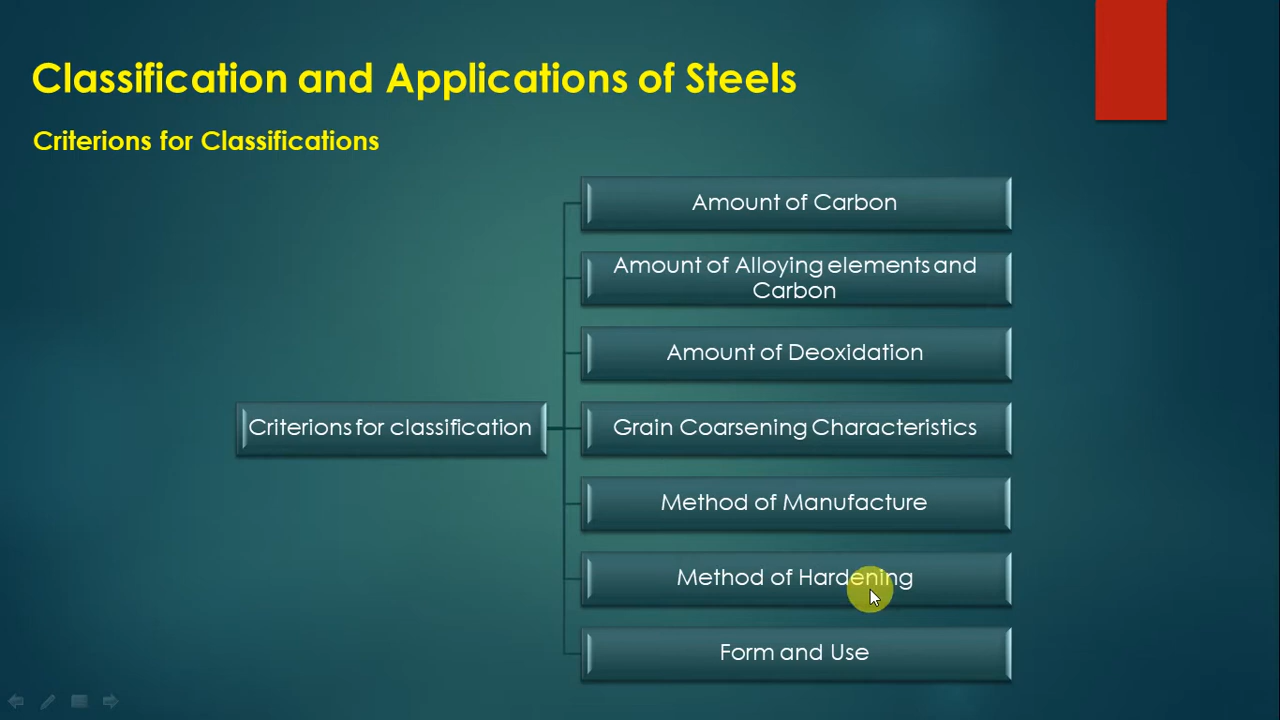 Classification and Applications of Steels
Criterions for Classifications
Criterions for classification
Amount of Carbon
Amount of Alloying elements and
Carbon
Amount of Deoxidation
Grain Coarsening Characteristics
Method of Manufacture
Method of Hardening
Form and Use